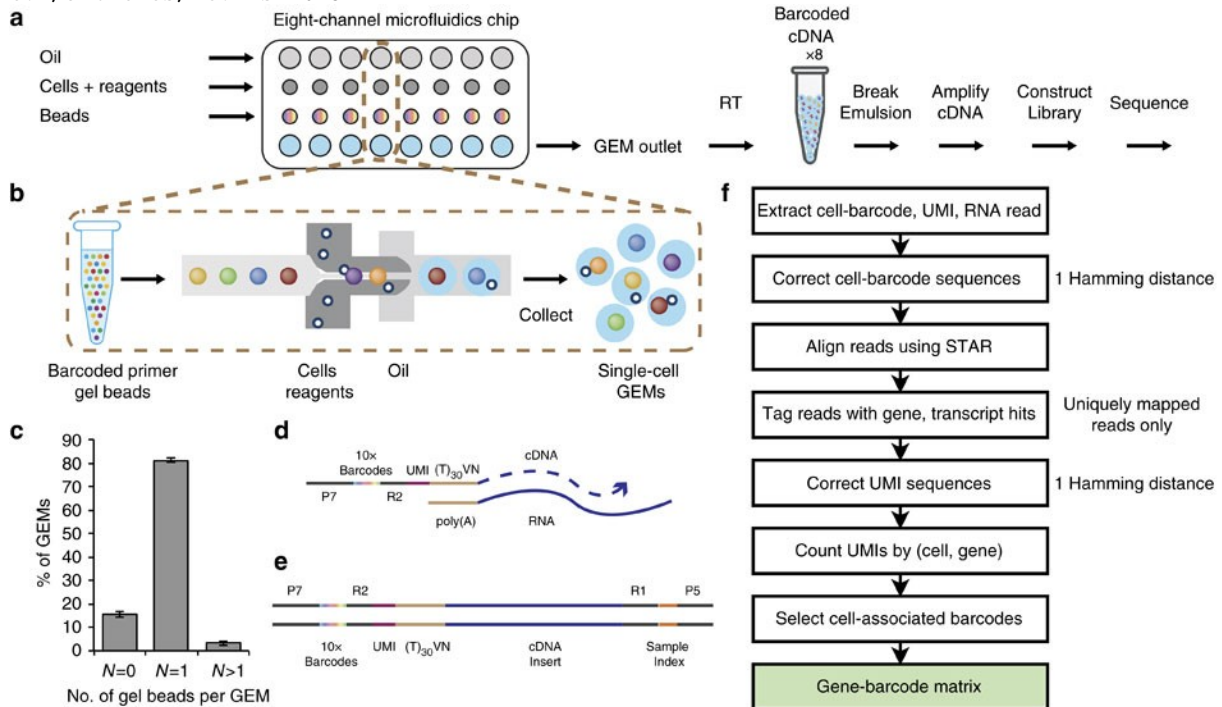 a
Eight-channel microfluidics chip
Oil
Cells + reagents
Beads
GEM outlet
RT
Barcoded
cDNA
×8
Break
Emulsion
Amplify
cDNA
Construct
Library
Sequence
b
Barcoded primer
gel beads
Cells
reagents
Oil
Collect
Single-cell
GEMs
c
% of GEMs
90
80
70
60
50
40
30
20
10
0
N=0
N=1
N>1
No. of gel beads per GEM
d
10×
Barcodes
UMI
(T)30VN
cDNA
P7
R2
poly(A)
RNA
e
P7
R2
R1
P5
10×
Barcodes
UMI
(T)30VN
cDNA
Insert
Sample
Index
f
Extract cell-barcode, UMI, RNA read
Correct cell-barcode sequences
1 Hamming distance
Align reads using STAR
Tag reads with gene, transcript hits
Uniquely mapped
reads only
Correct UMI sequences
1 Hamming distance
Count UMIs by (cell, gene)
Select cell-associated barcodes
Gene-barcode matrix